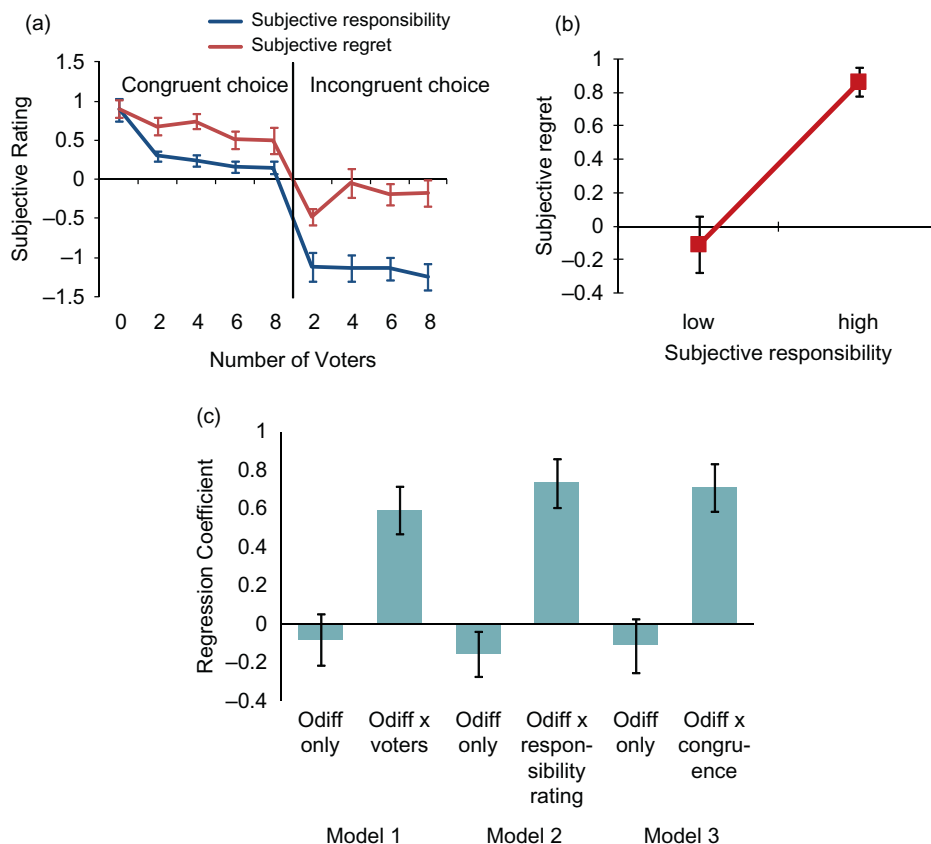 (a)
Subjective responsibility
Subjective regret
Congruent choice
Incongruent choice
Subjective Rating
1.5
1
0.5
0
–0.5
–1
–1.5
0 2 4 6 8 2 4 6 8
Number of Voters
(b)
Subjective regret
1
0.8
0.6
0.4
0.2
0
–0.2
–0.4
low high
Subjective responsibility
(c)
Regression Coefficient
1
0.8
0.6
0.4
0.2
0
–0.2
–0.4
Odiff only
Odiff x voters
Odiff only
Odiff x respon-
sibility
rating
Odiff only
Odiff x congru-
ence
Model 1 Model 2 Model 3